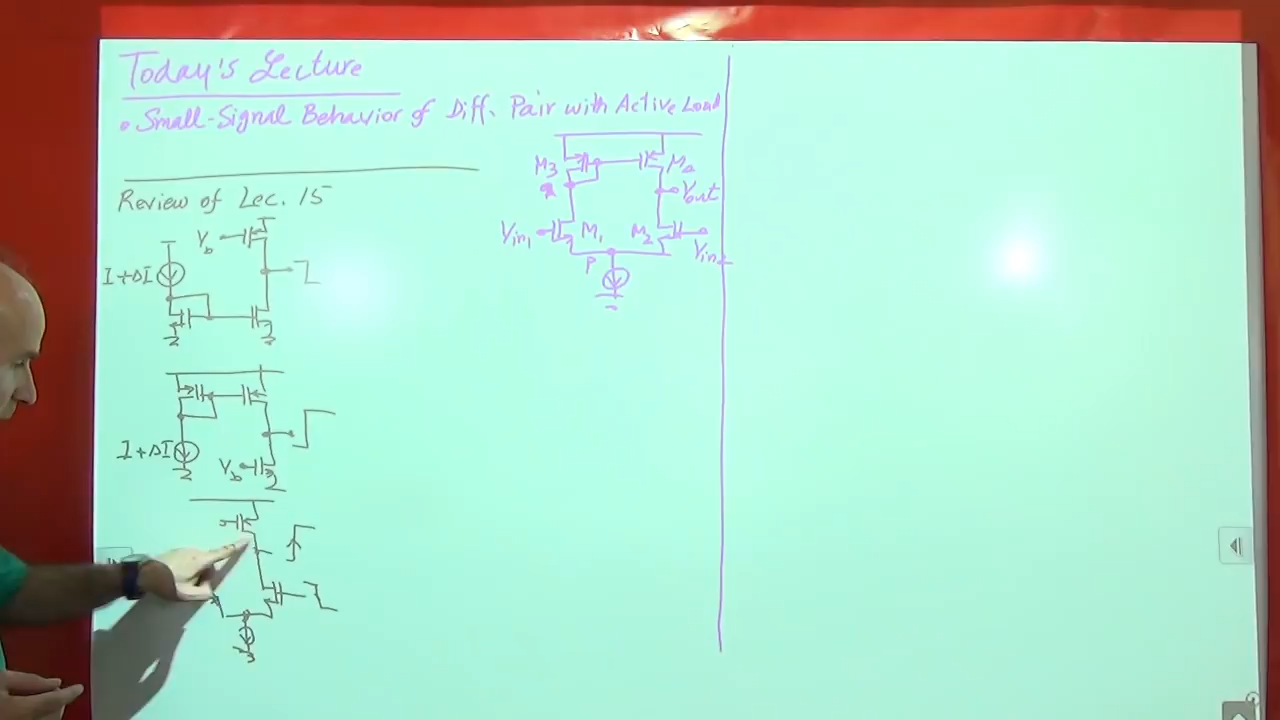 Today's Lecture
• Small-Signal Behavior of Diff. Pair with Active Load
Review of Lec. 15
Vb
I+ΔI
I+ΔI
Vb
M3
M4
Vout
Vin1
M1
M2
Vin2
P